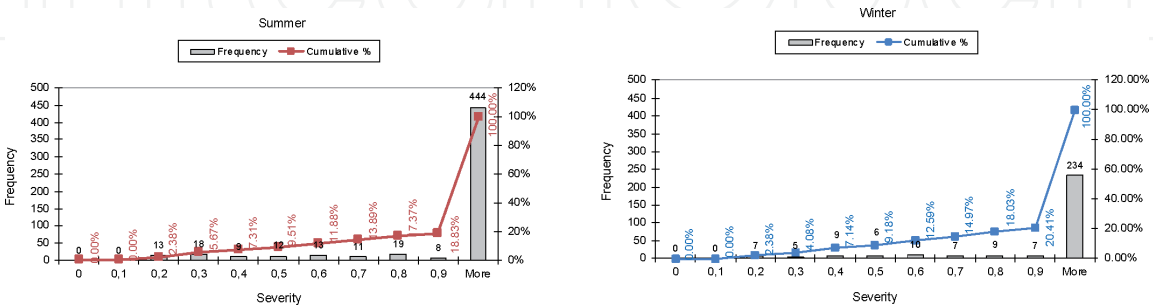 Summer
Frequency Cumulative %
500
450
400
350
300
250
200
150
100
50
0
Frequency
120%
100%
80%
60%
40%
20%
0%
0 0 13 18 9 12 13 11 19 8 444
0.00% 0.00% 2.38% 5.67% 7.31% 9.51% 11.88% 13.89% 7.37% 18.83% 100.00%
0 0,1 0,2 0,3 0,4 0,5 0,6 0,7 0,8 0,9 More
Severity
Winter
Frequency Cumulative %
500
450
400
350
300
250
200
150
100
50
0
Frequency
120.00%
100.00%
80.00%
60.00%
40.00%
20.00%
0.00%
0 0 7 5 9 6 10 7 9 7 234
0.00% 0.00% 2.38% 4.08% 7.14% 9.18% 12.59% 14.97% 18.03% 20.41% 100.00%
0 0,1 0,2 0,3 0,4 0,5 0,6 0,7 0,8 0,9 More
Severity